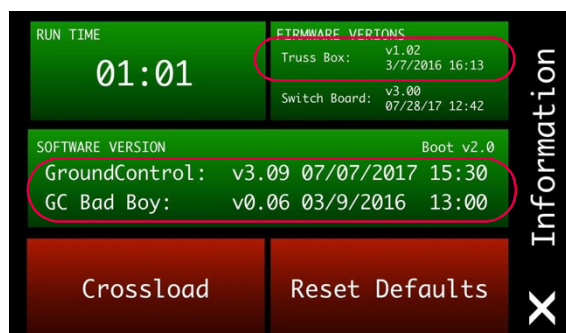 RUN TIME
01:01
FIRMWARE VERIONS
Truss Box: v1.02
3/7/2016 16:13
Switch Board: v3.00
07/28/17 12:42
SOFTWARE VERSION Boot v2.0
GroundControl: v3.09 07/07/2017 15:30
GC Bad Boy: v0.06 03/9/2016 13:00
Crossload
Reset Defaults
Information
X